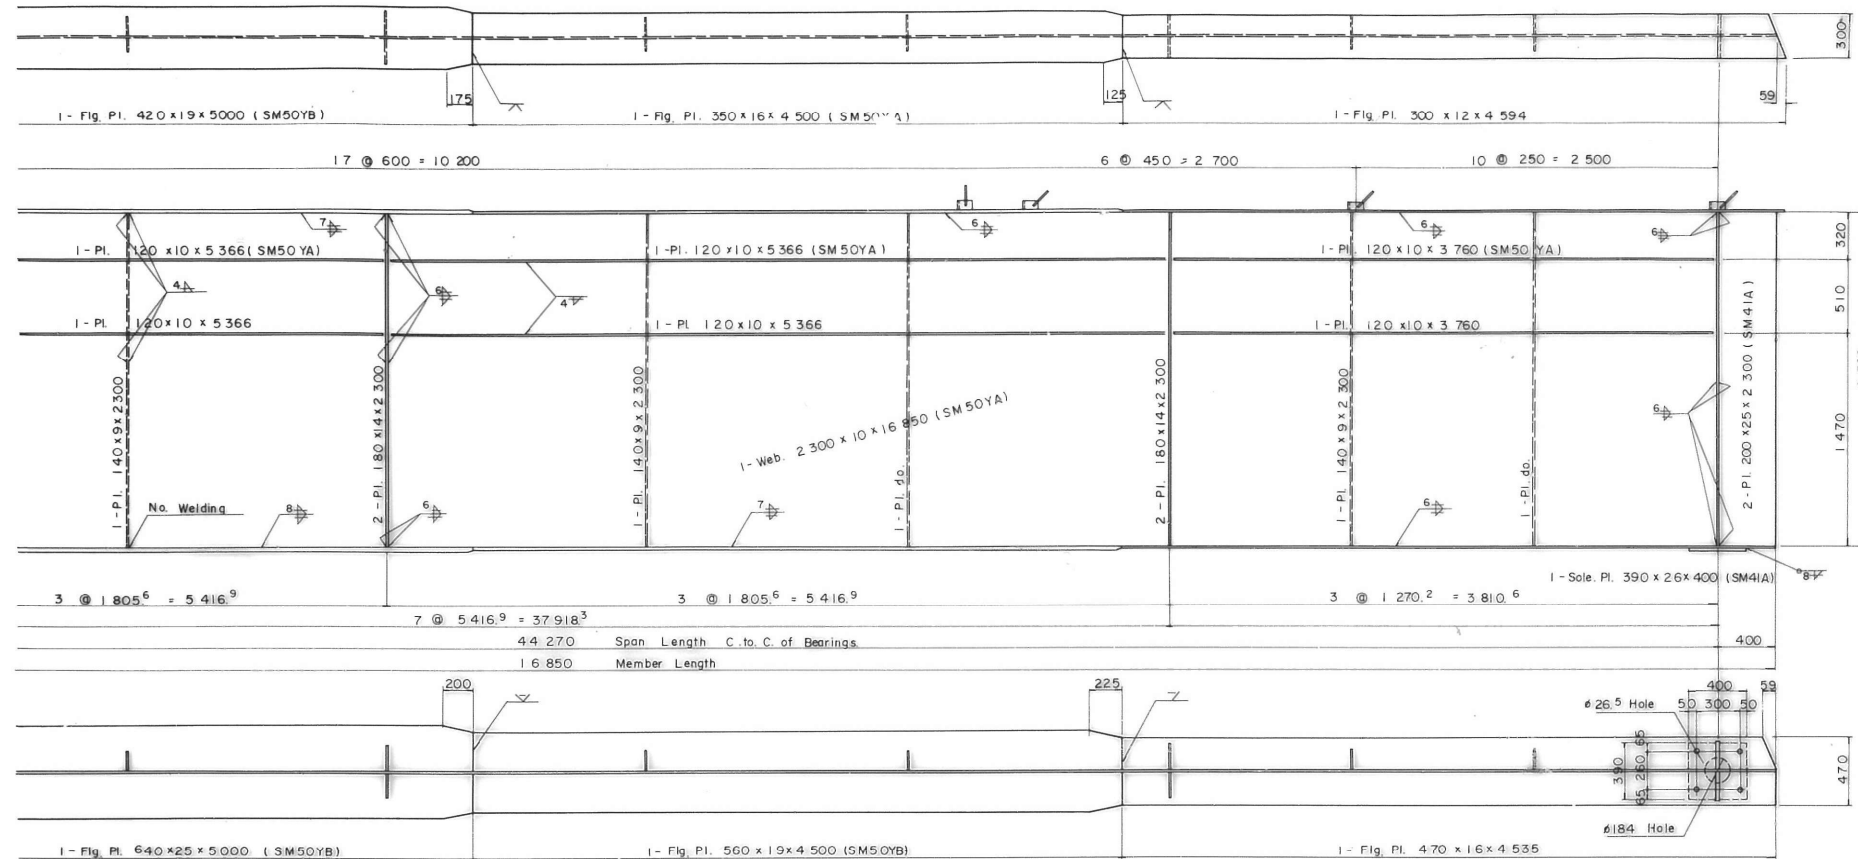 300
175
125
59
1 - Flg. Pl. 420 x 19 x 5000 ( SM50YB )
1 - Flg. Pl. 350 x 16 x 4 500 ( SM50YA )
1 - Flg. Pl. 300 x 12 x 4 594
17 @ 600 = 10 200
6 @ 450 = 2 700
10 @ 250 = 2 500
7
6
6
6
320
1 - Pl. 120 x 10 x 5 366 ( SM50 YA )
1 - Pl. 120 x 10 x 5 366 ( SM 50YA )
1 - Pl. 120 x 10 x 3 760 ( SM50 YA )
4
6
4
510
1 - Pl. 120 x 10 x 5 366
1 - Pl. 120 x 10 x 5 366
1 - Pl. 120 x 10 x 3 760
1 - Pl. 140 x 9 x 2300
2 - Pl. 180 x 14 x 2 300
1 - Pl. 140 x 9 x 2 300
1 - Pl. do.
1 - Web. 2 300 x 10 x 16 850 ( SM 50YA )
2 - Pl. 180 x 14 x 2 300
1 - Pl. 140 x 9 x 2 300
1 - Pl. do.
6
2 - Pl. 200 x 25 x 2 300 ( SM41A )
1 470
No. Welding
8
6
7
6
1 - Sole. Pl. 390 x 26 x 400 (SM41A)
8
3 @ 1 805.6 = 5 416.9
3 @ 1 805.6 = 5 416.9
3 @ 1 270.2 = 3 810.6
7 @ 5 416.9 = 37 918.3
44 270 Span Length C. to. C. of Bearings.
400
16 850 Member Length
200
225
400
59
ø 26.5 Hole
50 300 50
65 260 65
390
470
ø184 Hole
1 - Flg. Pl. 640 x 25 x 5 000 ( SM50YB )
1 - Flg. Pl. 560 x 19 x 4 500 (SM50YB)
1 - Flg. Pl. 470 x 16 x 4 535